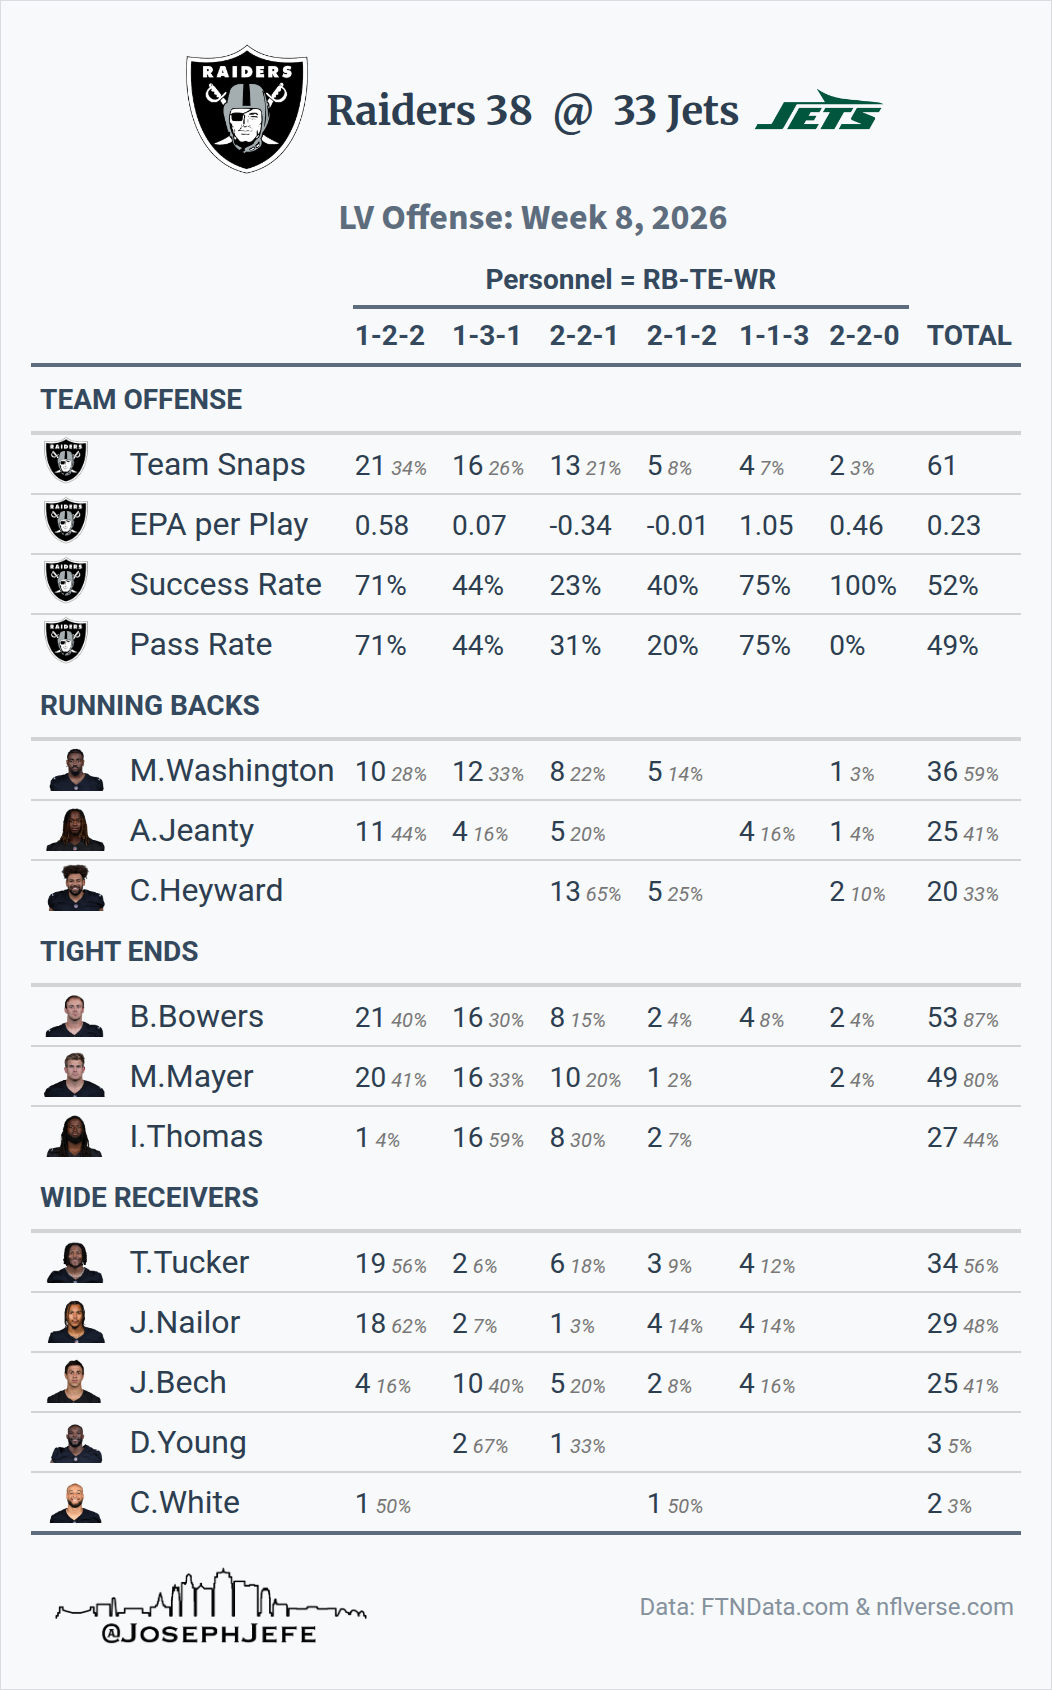 RAIDERS
Raiders 38 @ 33 Jets JETS
LV Offense: Week 8, 2026
Personnel = RB-TE-WR
1-2-2 1-3-1 2-2-1 2-1-2 1-1-3 2-2-0 TOTAL
TEAM OFFENSE
Team Snaps 21 34% 16 26% 13 21% 5 8% 4 7% 2 3% 61
EPA per Play 0.58 0.07 -0.34 -0.01 1.05 0.46 0.23
Success Rate 71% 44% 23% 40% 75% 100% 52%
Pass Rate 71% 44% 31% 20% 75% 0% 49%
RUNNING BACKS
M.Washington 10 28% 12 33% 8 22% 5 14% 1 3% 36 59%
A.Jeanty 11 44% 4 16% 5 20% 4 16% 1 4% 25 41%
C.Heyward 13 65% 5 25% 2 10% 20 33%
TIGHT ENDS
B.Bowers 21 40% 16 30% 8 15% 2 4% 4 8% 2 4% 53 87%
M.Mayer 20 41% 16 33% 10 20% 1 2% 2 4% 49 80%
I.Thomas 1 4% 16 59% 8 30% 2 7% 27 44%
WIDE RECEIVERS
T.Tucker 19 56% 2 6% 6 18% 3 9% 4 12% 34 56%
J.Nailor 18 62% 2 7% 1 3% 4 14% 4 14% 29 48%
J.Bech 4 16% 10 40% 5 20% 2 8% 4 16% 25 41%
D.Young 2 67% 1 33% 3 5%
C.White 1 50% 1 50% 2 3%
@JosephJefe
Data: FTNData.com & nflverse.com